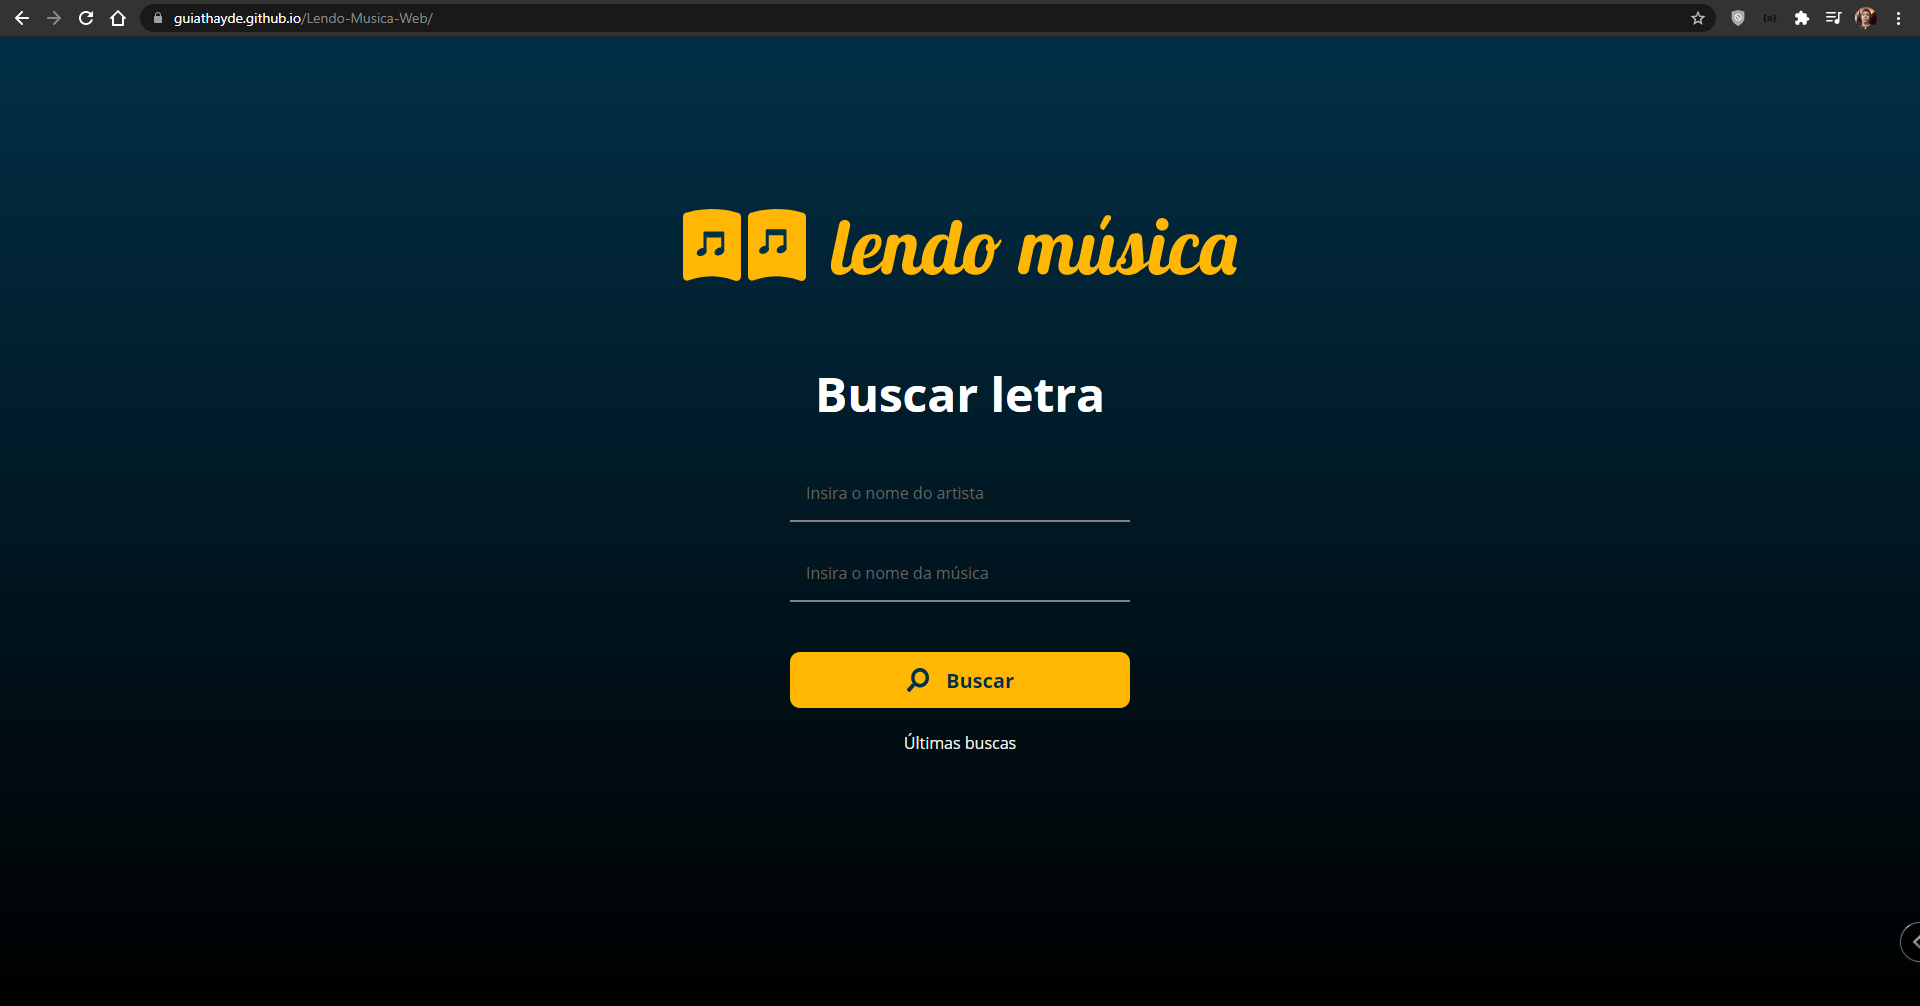 guiathayde.github.io/Lendo-Musica-Web/
lendo música
Buscar letra
Insira o nome do artista
Insira o nome da música
Buscar
Últimas buscas